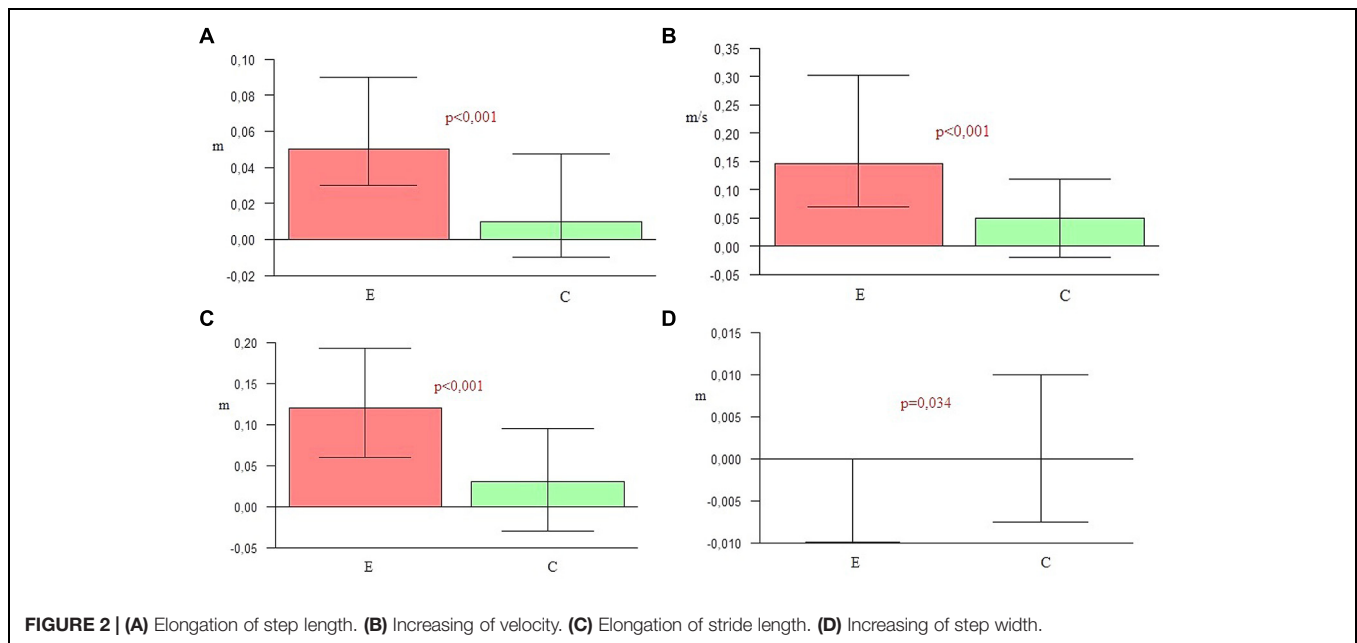 A
0,10
0,08
0,06
m
0,04
0,02
0,00
-0,02
p<0,001
E C
B
0,35
0,30
0,25
m/s
0,20
0,15
0,10
0,05
0,00
-0,05
p<0,001
E C
C
0,20
0,15
m
0,10
0,05
0,00
-0,05
p<0,001
E C
D
0,015
0,010
m
0,005
0,000
-0,005
-0,010
p=0,034
E C
FIGURE 2 | (A) Elongation of step length. (B) Increasing of velocity. (C) Elongation of stride length. (D) Increasing of step width.